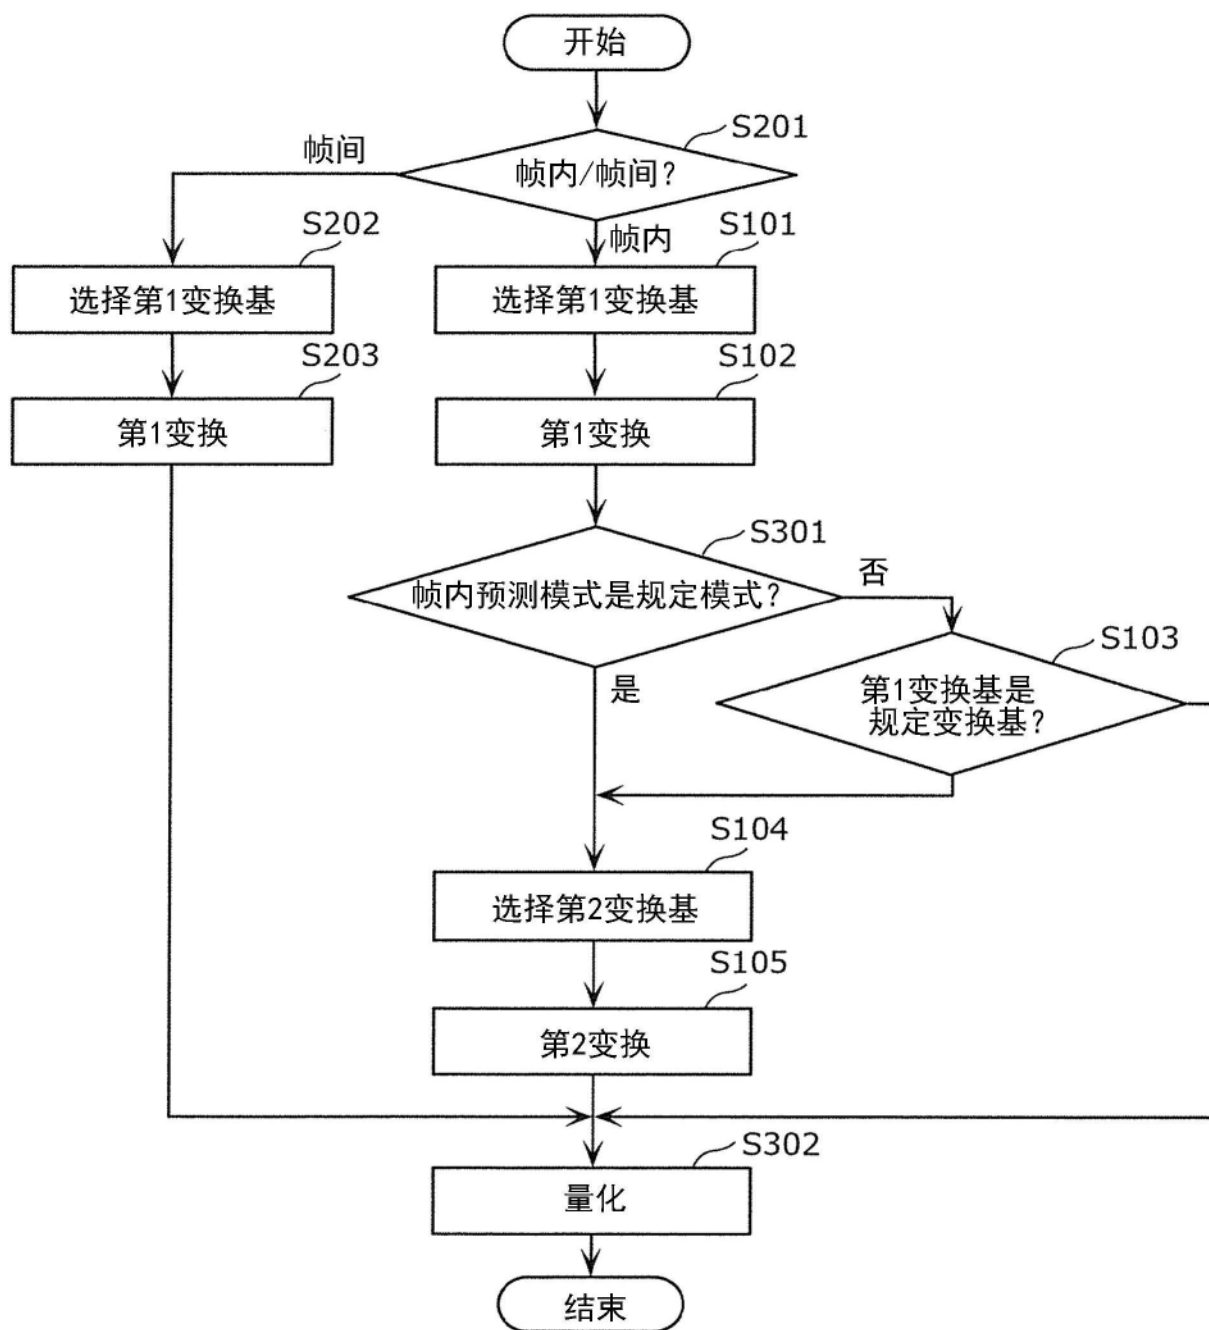 开始
S201
帧间
帧内/帧间?
帧内
S202
S101
选择第1变换基
选择第1变换基
S203
S102
第1变换
第1变换
S301
帧内预测模式是规定模式?
否
是
S103
第1变换基是
规定变换基?
S104
选择第2变换基
S105
第2变换
S302
量化
结束